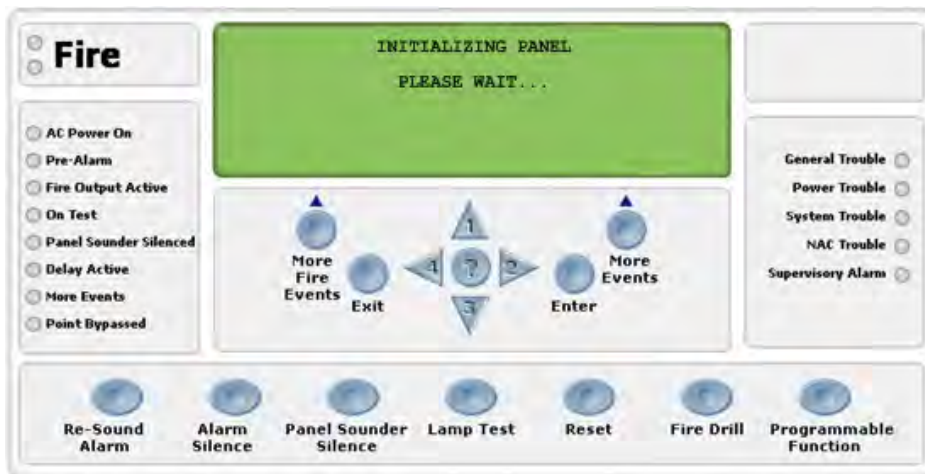 Fire
INITIALIZING PANEL
PLEASE WAIT...
AC Power On
Pre-Alarm
Fire Output Active
On Test
Panel Sounder Silenced
Delay Active
More Events
Point Bypassed
More
Fire
Events
Exit
1
4
?
2
3
Enter
More
Events
General Trouble
Power Trouble
System Trouble
NAC Trouble
Supervisory Alarm
Re-Sound
Alarm
Alarm
Silence
Panel Sounder
Silence
Lamp Test
Reset
Fire Drill
Programmable
Function